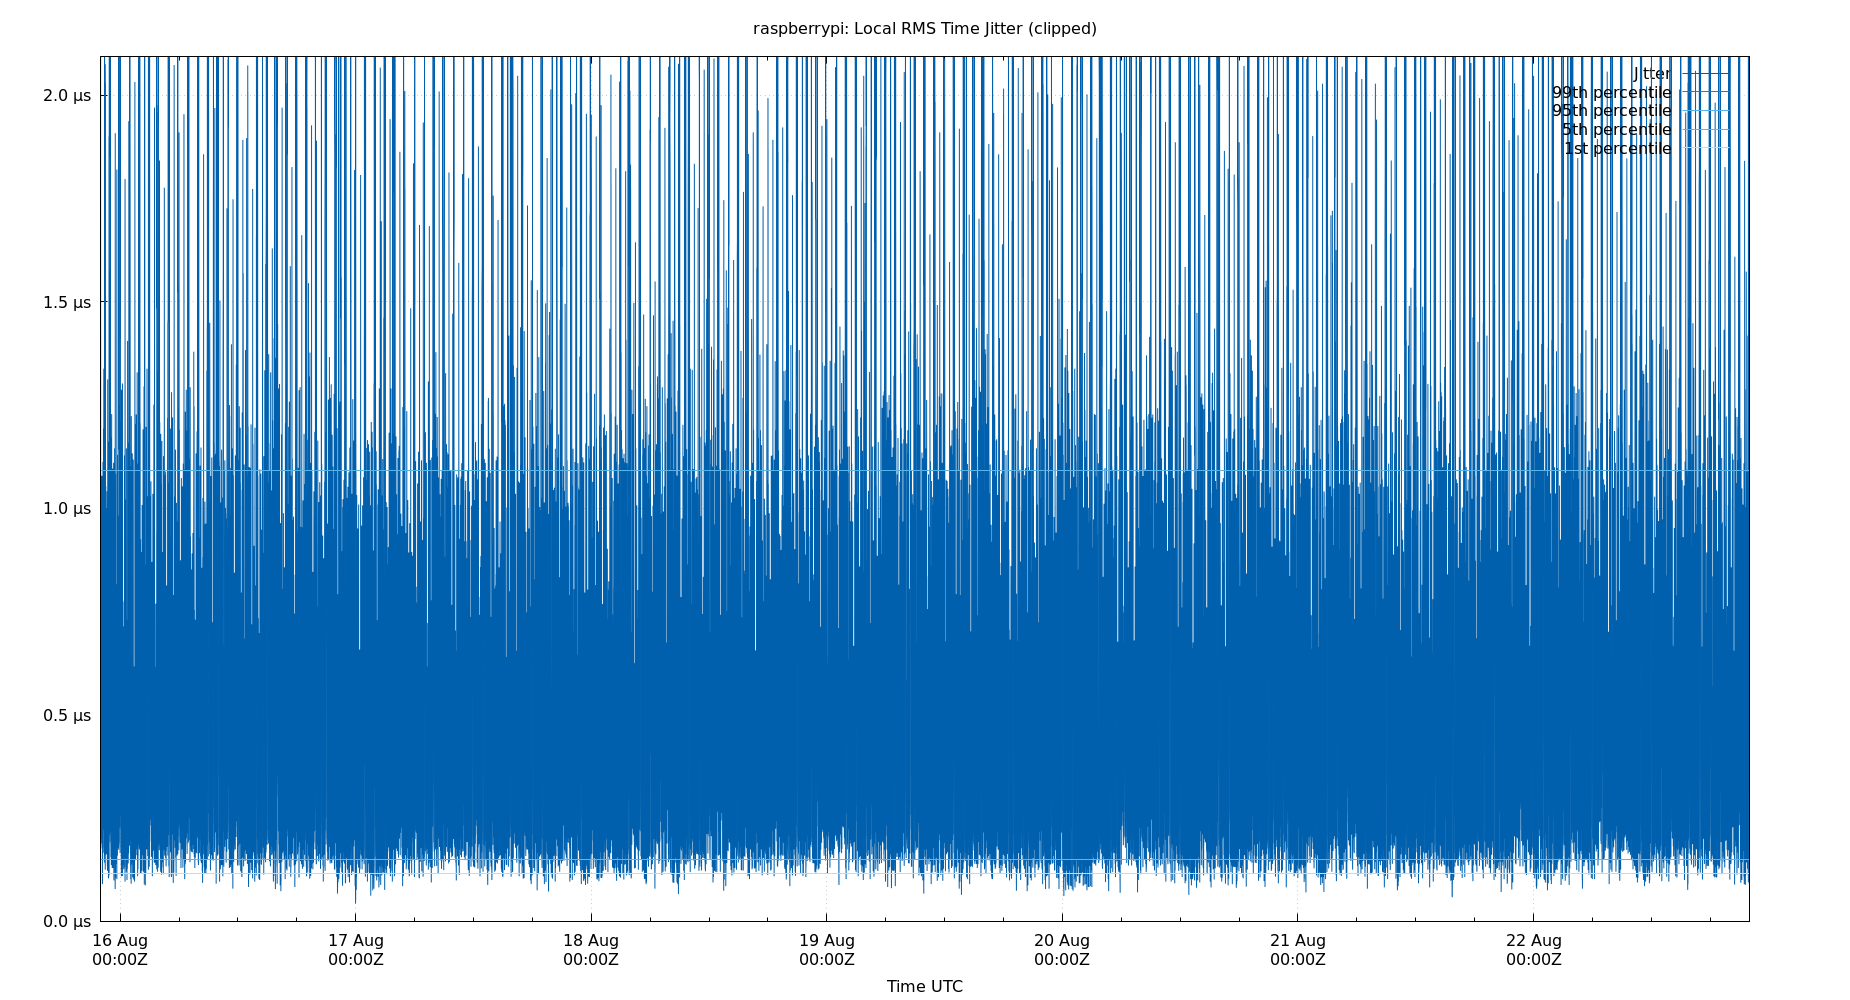 raspberrypi: Local RMS Time Jitter (clipped)
Jitter
99th percentile
95th percentile
5th percentile
1st percentile
2.0 µs
1.5 µs
1.0 µs
0.5 µs
0.0 µs
16 Aug 17 Aug 18 Aug 19 Aug 20 Aug 21 Aug 22 Aug
00:00Z 00:00Z 00:00Z 00:00Z 00:00Z 00:00Z 00:00Z
Time UTC